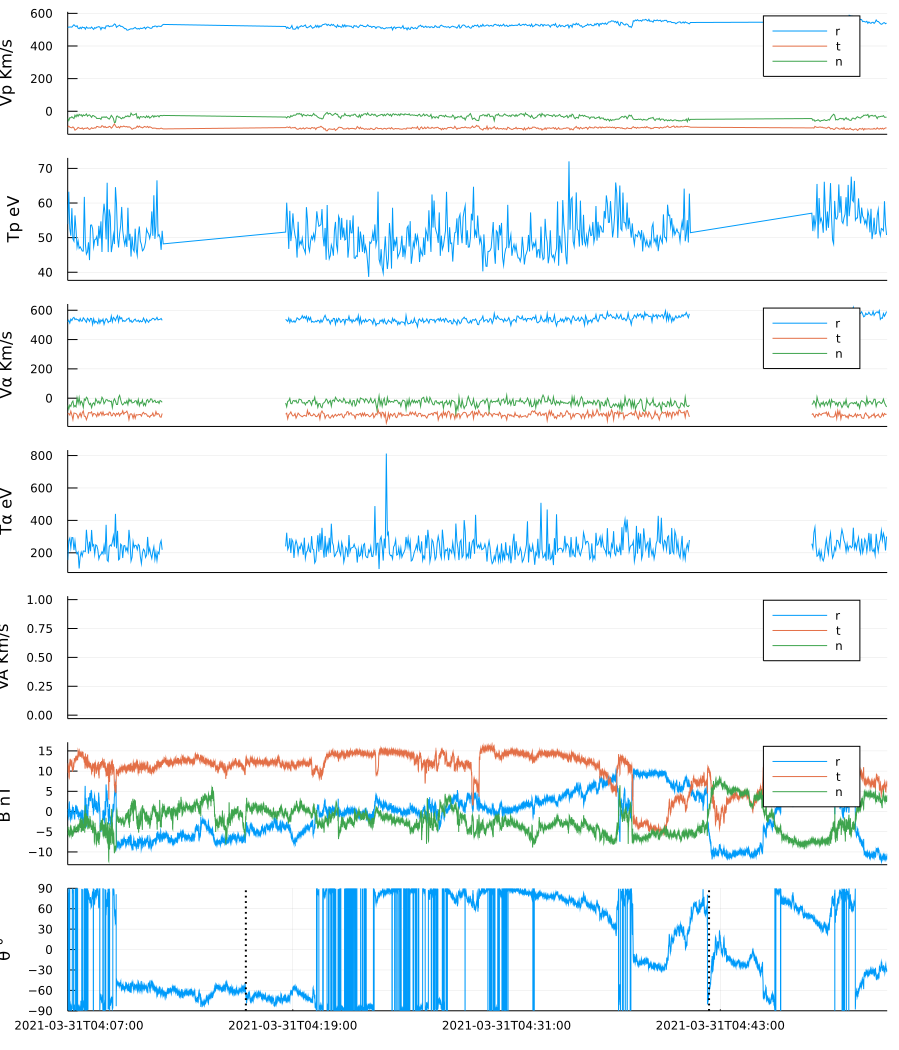 600
400
200
0
Vp Km/s
r
t
n
70
60
50
40
Tp eV
600
400
200
0
Vα Km/s
r
t
n
800
600
400
200
Tα eV
1.00
0.75
0.50
0.25
0.00
VA Km/s
r
t
n
15
10
5
0
−5
−10
B nT
r
t
n
90
60
30
0
−30
−60
−90
θ °
2021-03-31T04:07:00
2021-03-31T04:19:00
2021-03-31T04:31:00
2021-03-31T04:43:00